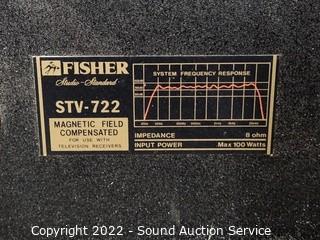 FISHER
Studio-Standard
STV-722
MAGNETIC FIELD
COMPENSATED
FOR USE WITH
TELEVISION RECEIVERS
SYSTEM FREQUENCY RESPONSE
IMPEDANCE 8 ohm
INPUT POWER Max 100 Watts
Copyright 2022 - Sound Auction Service